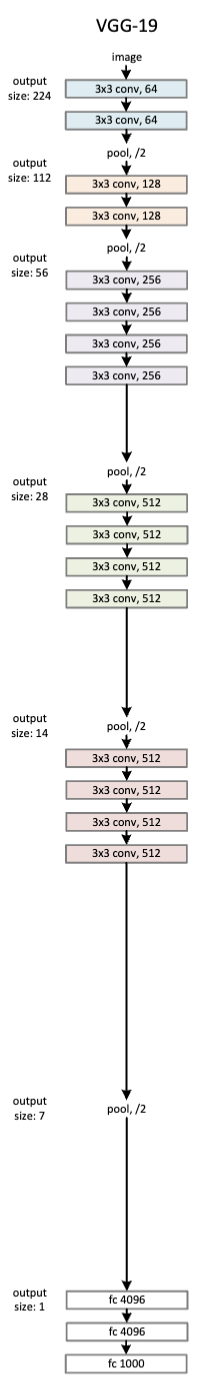 VGG-19
image
output
size: 224
3x3 conv, 64
3x3 conv, 64
pool, /2
output
size: 112
3x3 conv, 128
3x3 conv, 128
pool, /2
output
size: 56
3x3 conv, 256
3x3 conv, 256
3x3 conv, 256
3x3 conv, 256
pool, /2
output
size: 28
3x3 conv, 512
3x3 conv, 512
3x3 conv, 512
3x3 conv, 512
pool, /2
output
size: 14
3x3 conv, 512
3x3 conv, 512
3x3 conv, 512
3x3 conv, 512
output
size: 7
pool, /2
output
size: 1
fc 4096
fc 4096
fc 1000